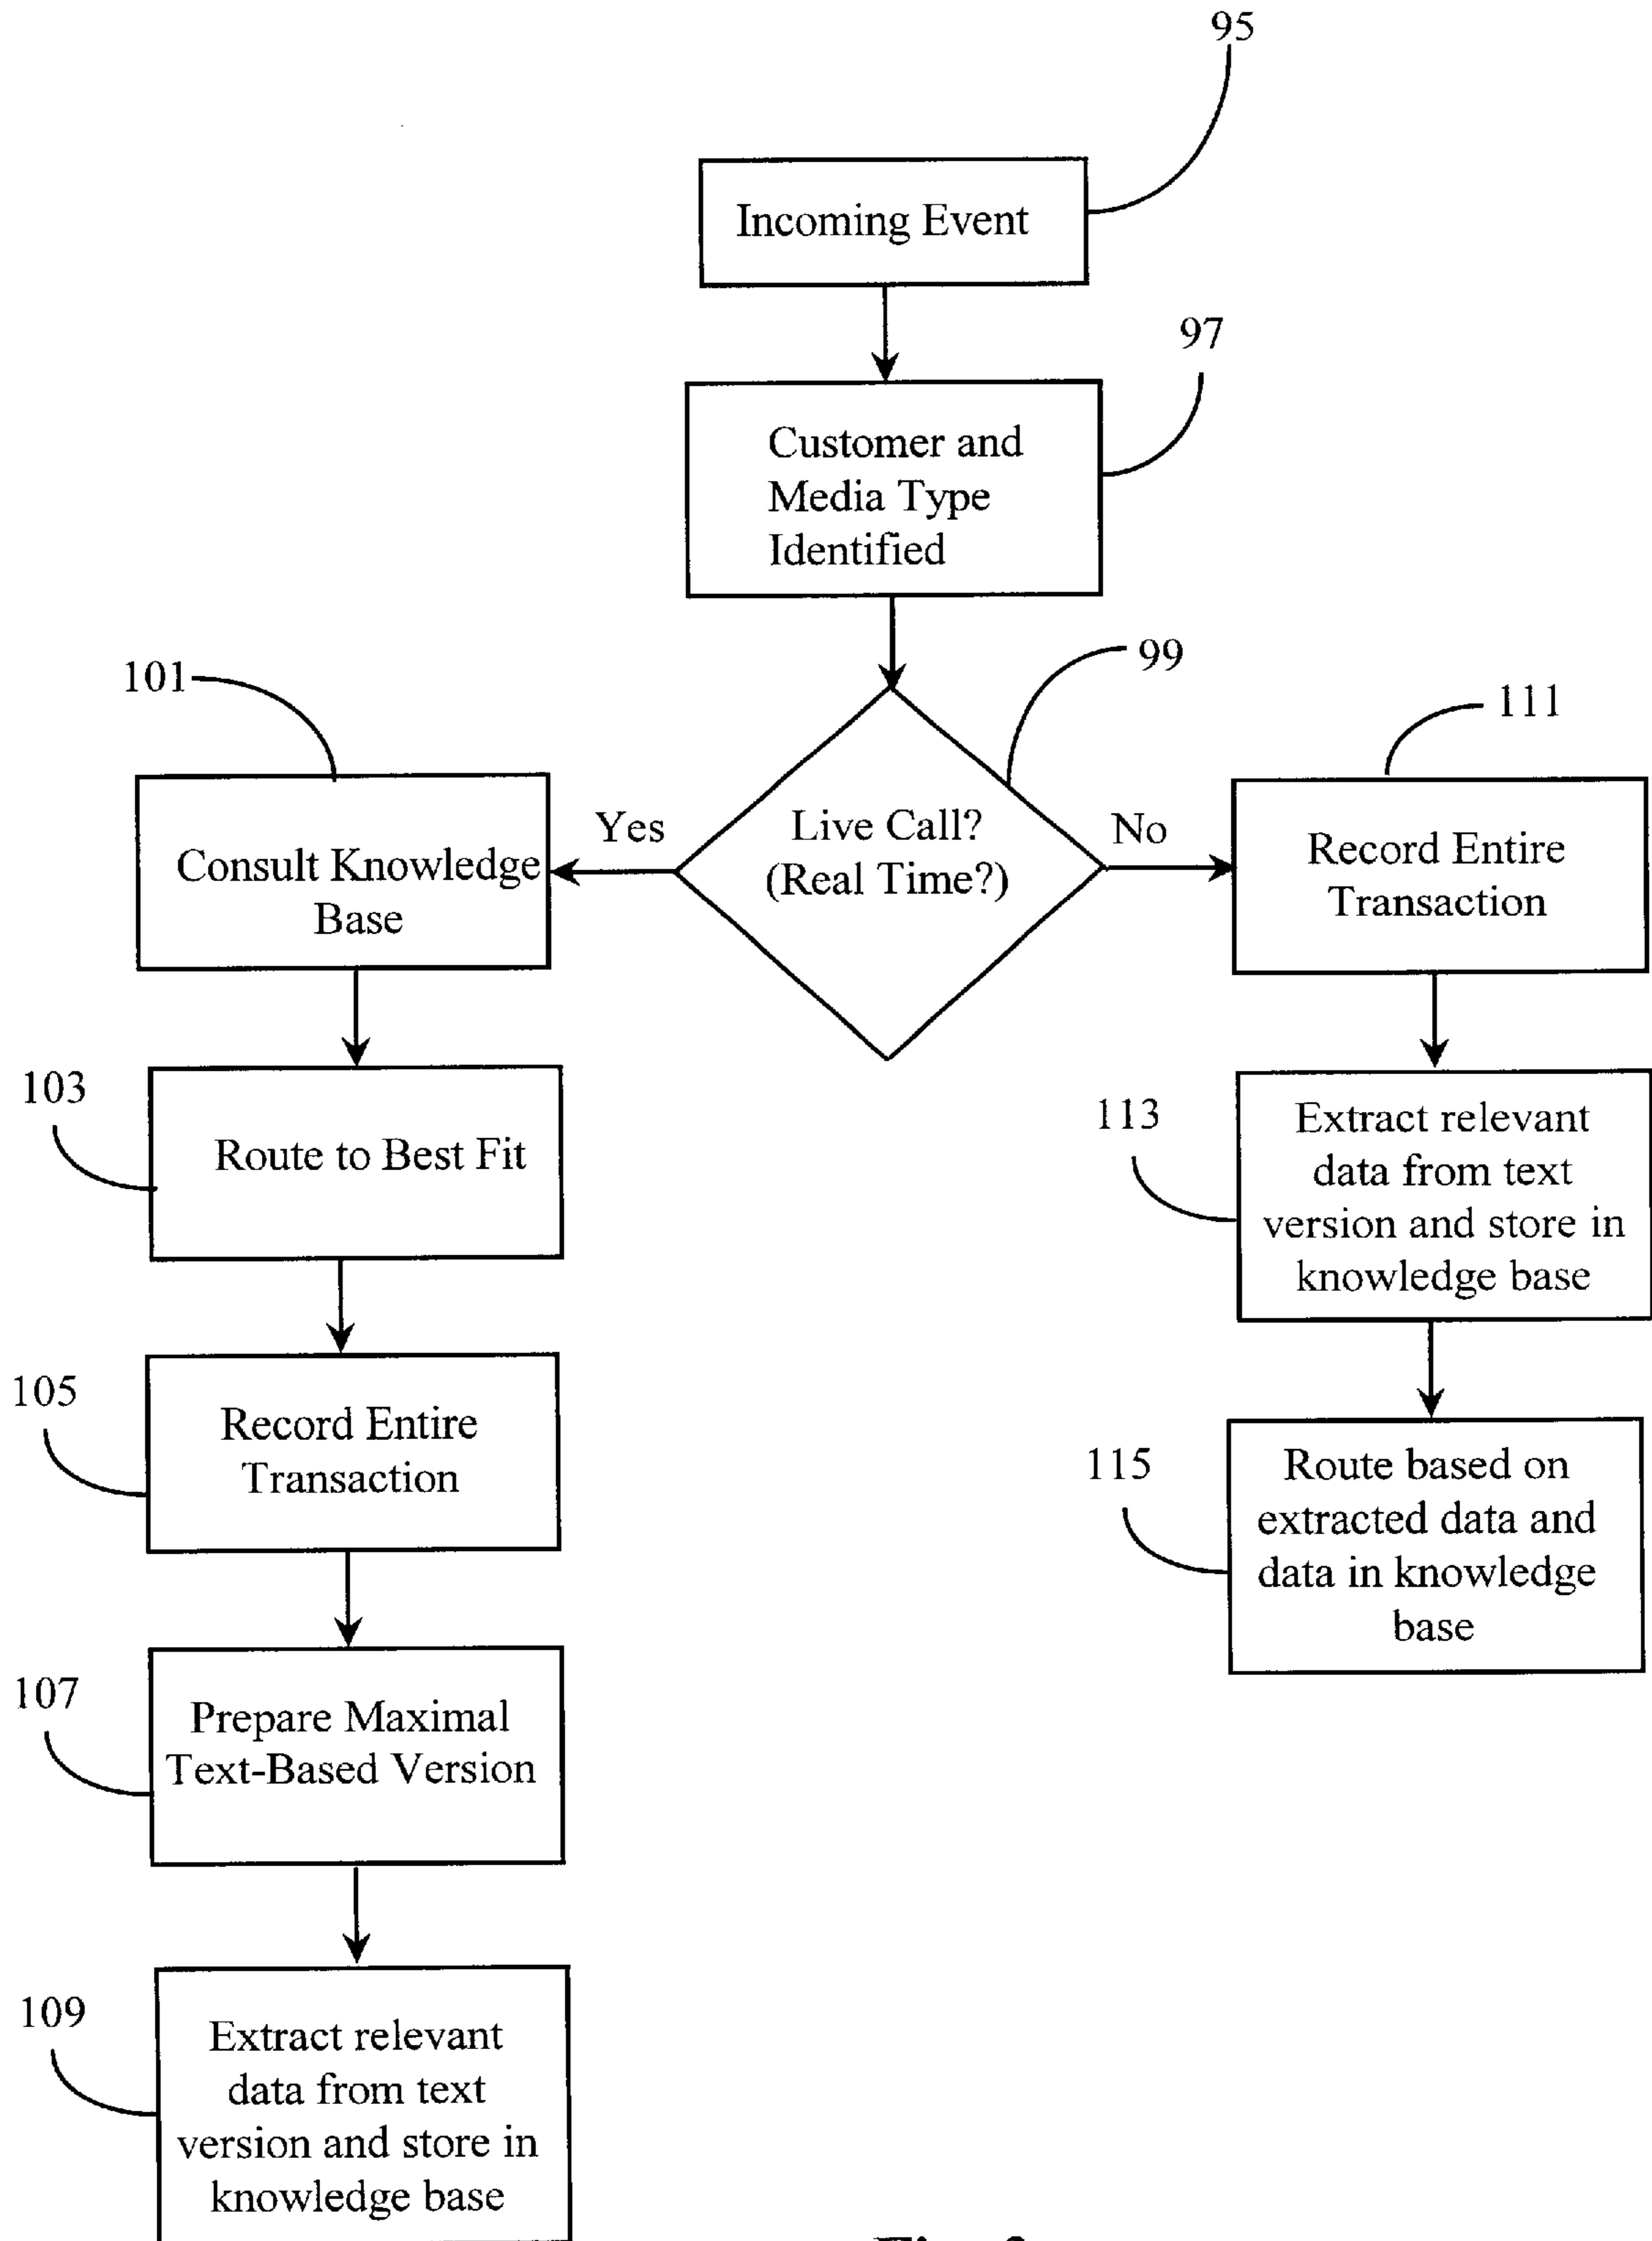 95
Incoming Event
97
Customer and
Media Type
Identified
99
Live Call?
(Real Time?)
Yes
No
101
Consult Knowledge
Base
103
Route to Best Fit
105
Record Entire
Transaction
107
Prepare Maximal
Text-Based Version
109
Extract relevant
data from text
version and store in
knowledge base
111
Record Entire
Transaction
113
Extract relevant
data from text
version and store in
knowledge base
115
Route based on
extracted data and
data in knowledge
base